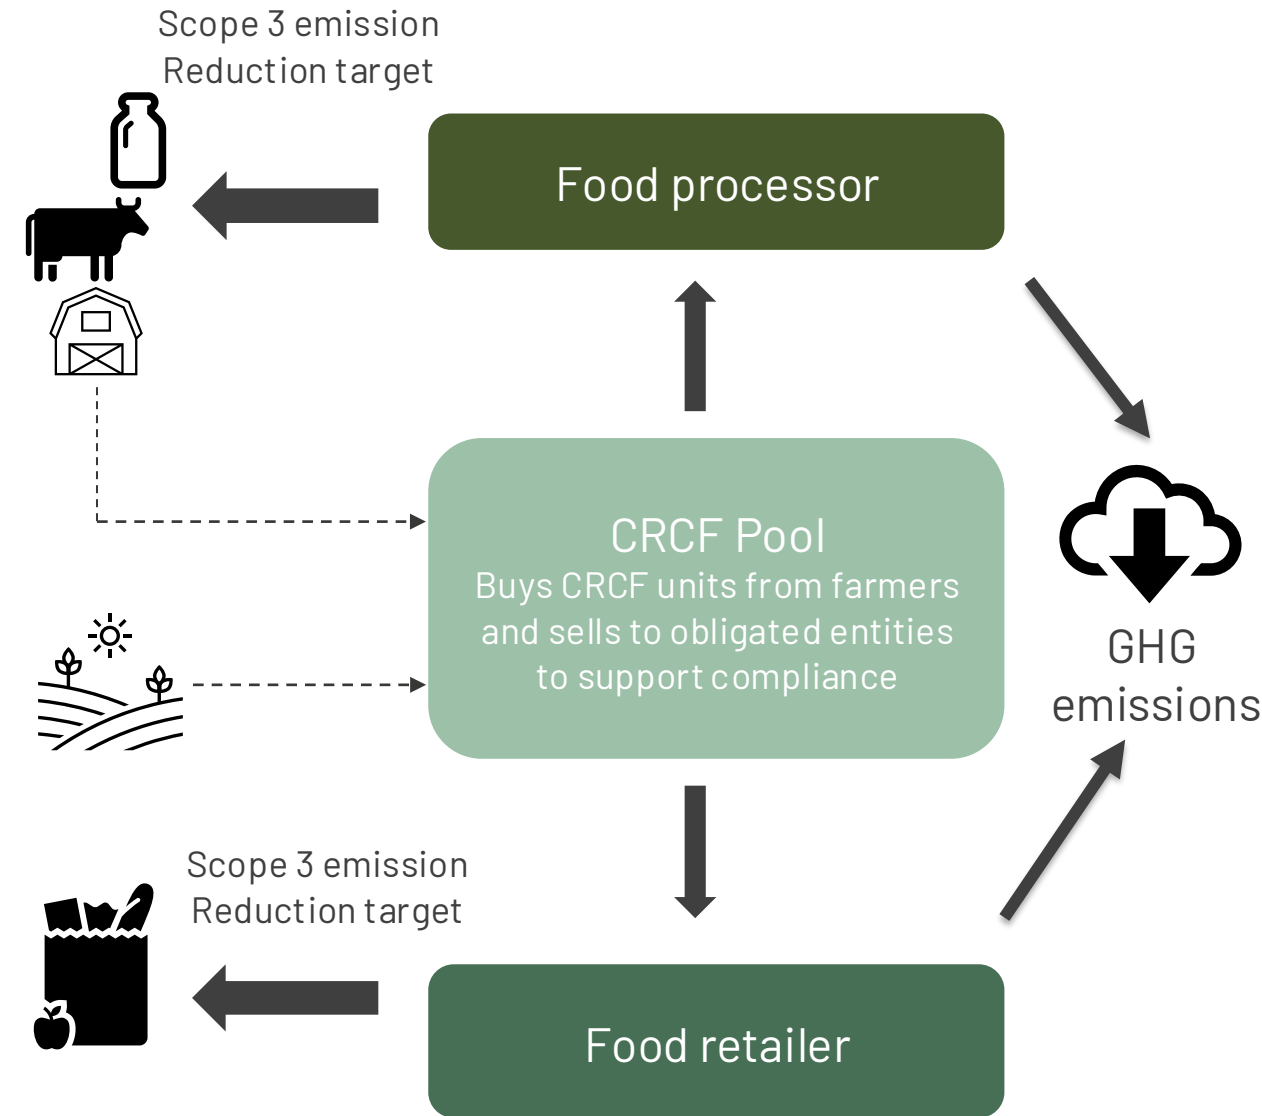 Scope 3 emission
Reduction target
Food processor
CRCF Pool
Buys CRCF units from farmers
and sells to obligated entities
to support compliance
GHG
emissions
Scope 3 emission
Reduction target
Food retailer